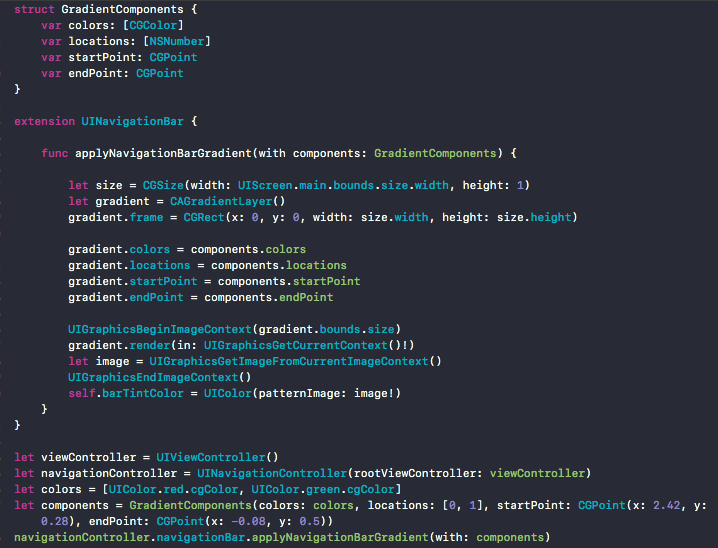 struct GradientComponents {
    var colors: [CGColor]
    var locations: [NSNumber]
    var startPoint: CGPoint
    var endPoint: CGPoint
}

extension UINavigationBar {

    func applyNavigationBarGradient(with components: GradientComponents) {

        let size = CGSize(width: UIScreen.main.bounds.size.width, height: 1)
        let gradient = CAGradientLayer()
        gradient.frame = CGRect(x: 0, y: 0, width: size.width, height: size.height)

        gradient.colors = components.colors
        gradient.locations = components.locations
        gradient.startPoint = components.startPoint
        gradient.endPoint = components.endPoint

        UIGraphicsBeginImageContext(gradient.bounds.size)
        gradient.render(in: UIGraphicsGetCurrentContext()!)
        let image = UIGraphicsGetImageFromCurrentImageContext()
        UIGraphicsEndImageContext()
        self.barTintColor = UIColor(patternImage: image!)
    }
}

let viewController = UIViewController()
let navigationController = UINavigationController(rootViewController: viewController)
let colors = [UIColor.red.cgColor, UIColor.green.cgColor]
let components = GradientComponents(colors: colors, locations: [0, 1], startPoint: CGPoint(x: 2.42, y:
    0.28), endPoint: CGPoint(x: -0.08, y: 0.5))
navigationController.navigationBar.applyNavigationBarGradient(with: components)